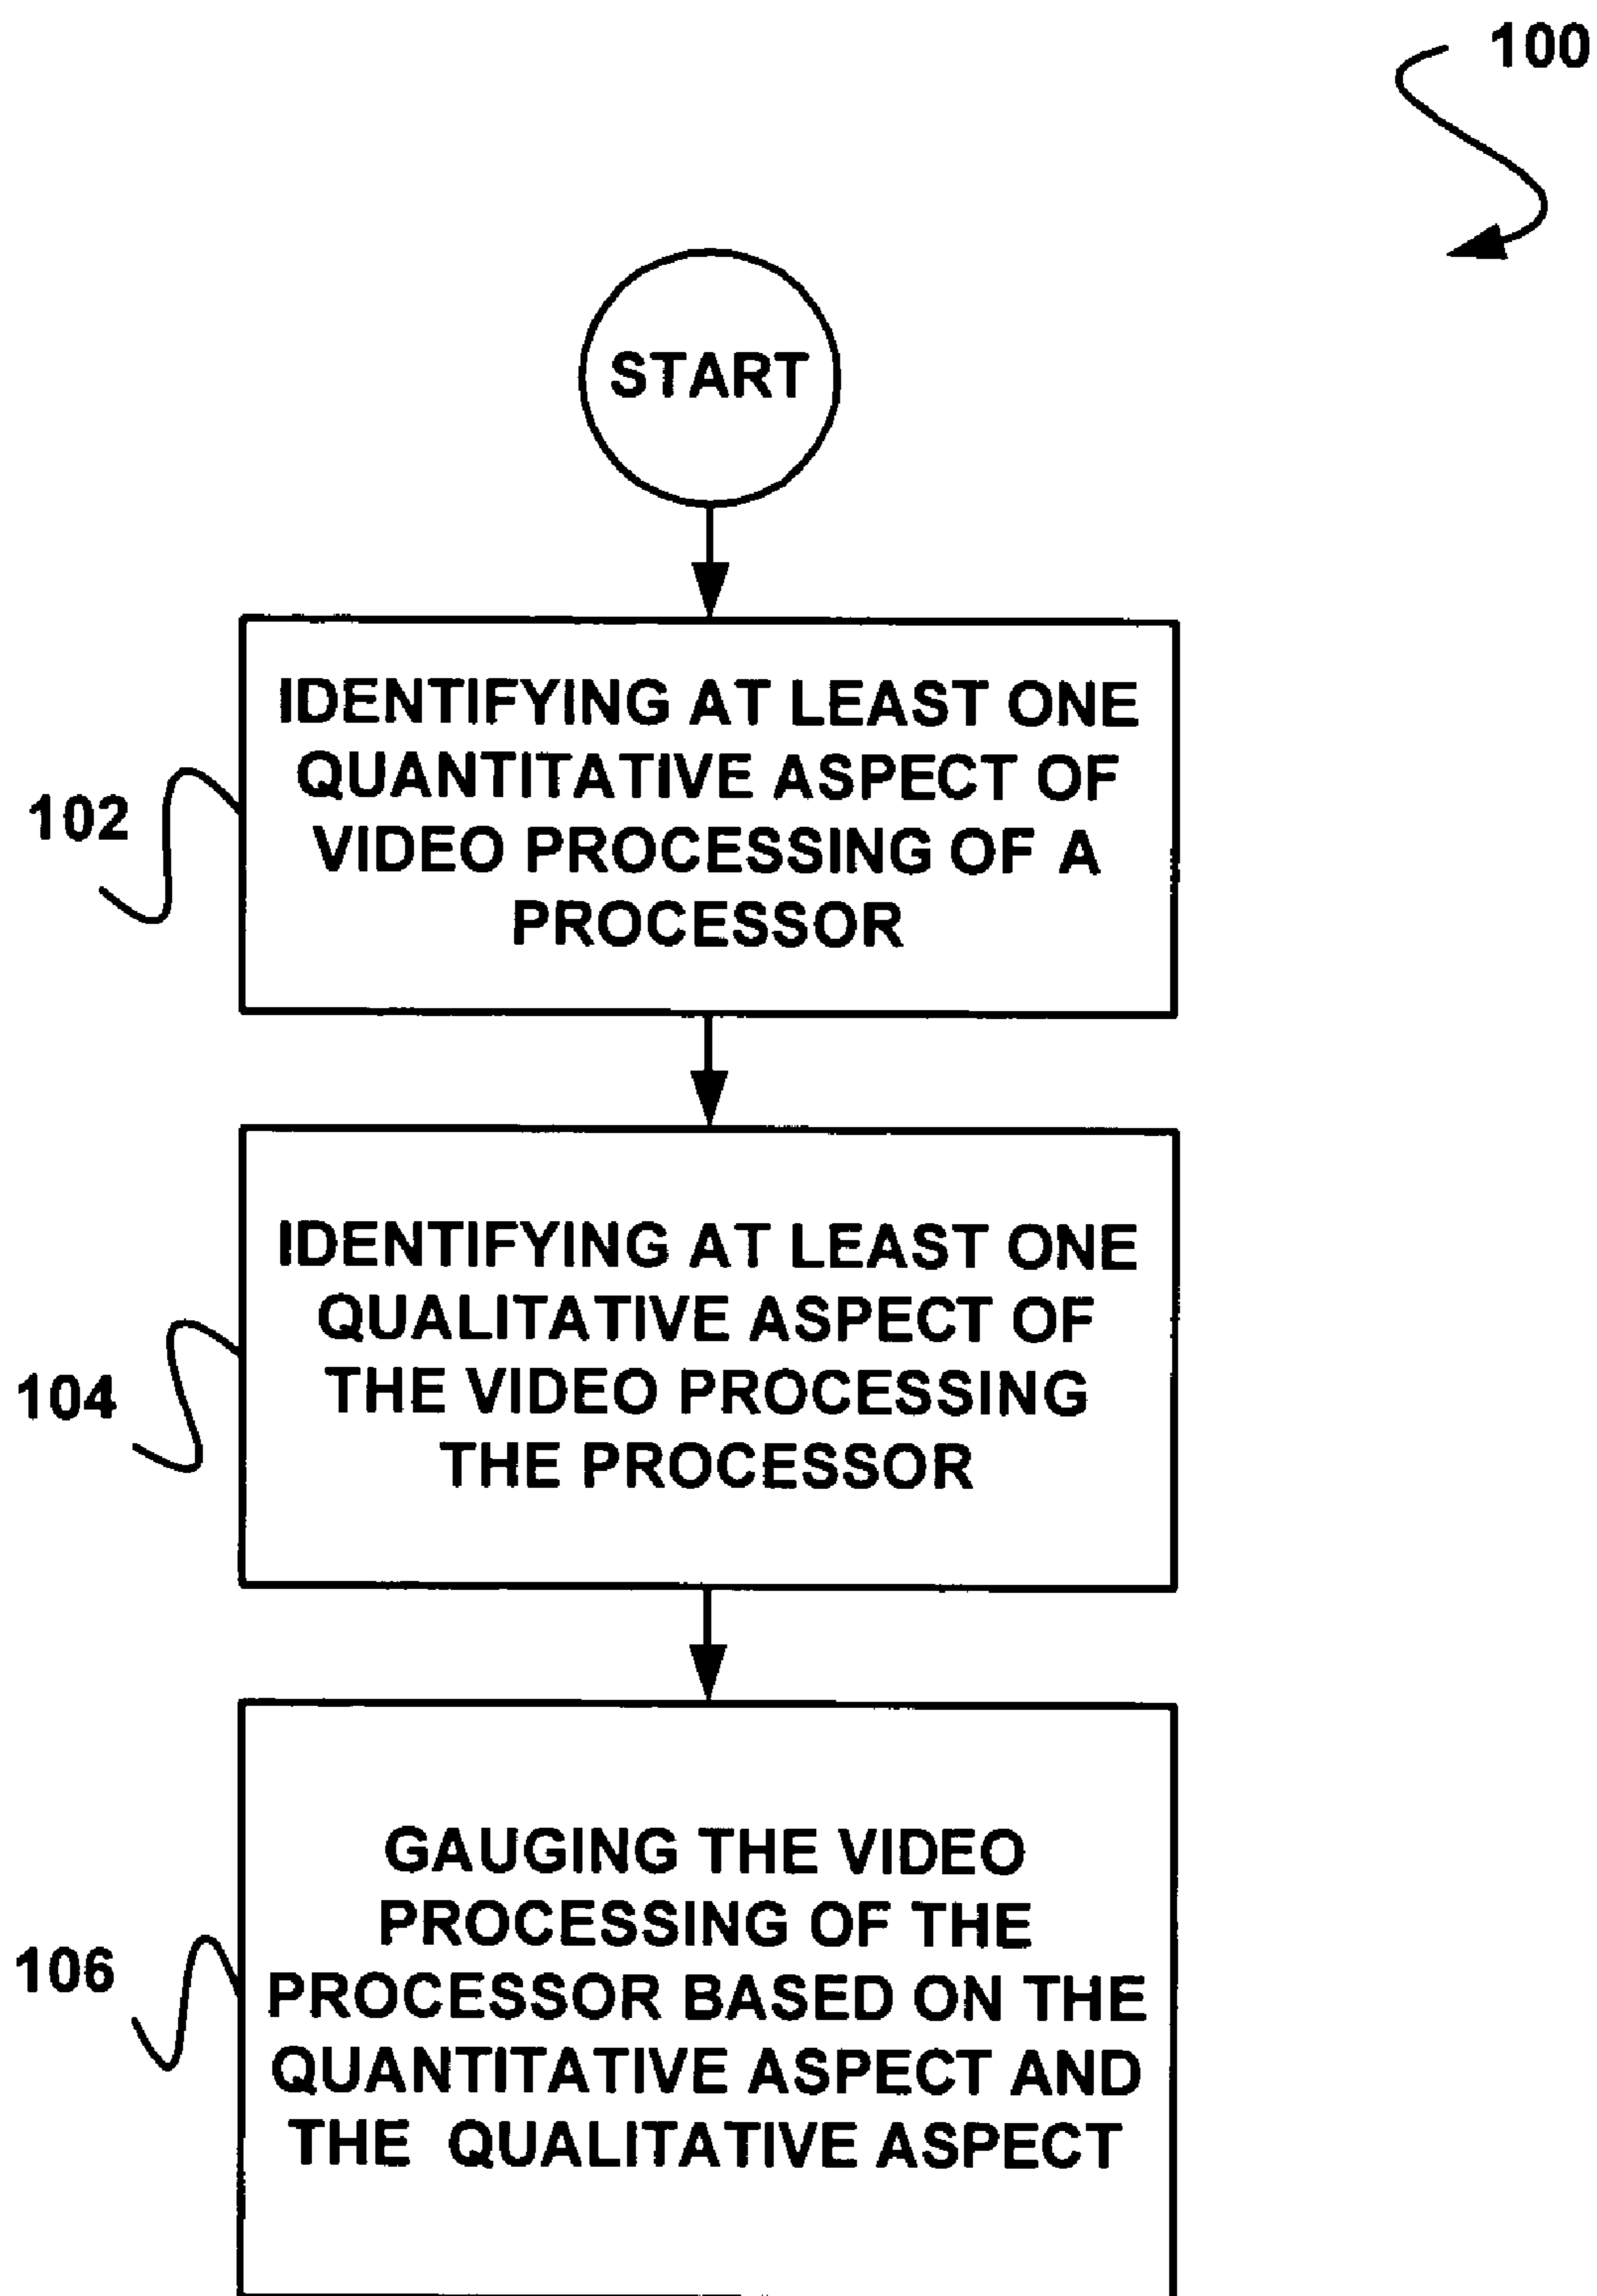 100
START
IDENTIFYING AT LEAST ONE
QUANTITATIVE ASPECT OF
VIDEO PROCESSING OF A
PROCESSOR
102
IDENTIFYING AT LEAST ONE
QUALITATIVE ASPECT OF
THE VIDEO PROCESSING
THE PROCESSOR
104
GAUGING THE VIDEO
PROCESSING OF THE
PROCESSOR BASED ON THE
QUANTITATIVE ASPECT AND
THE QUALITATIVE ASPECT
106